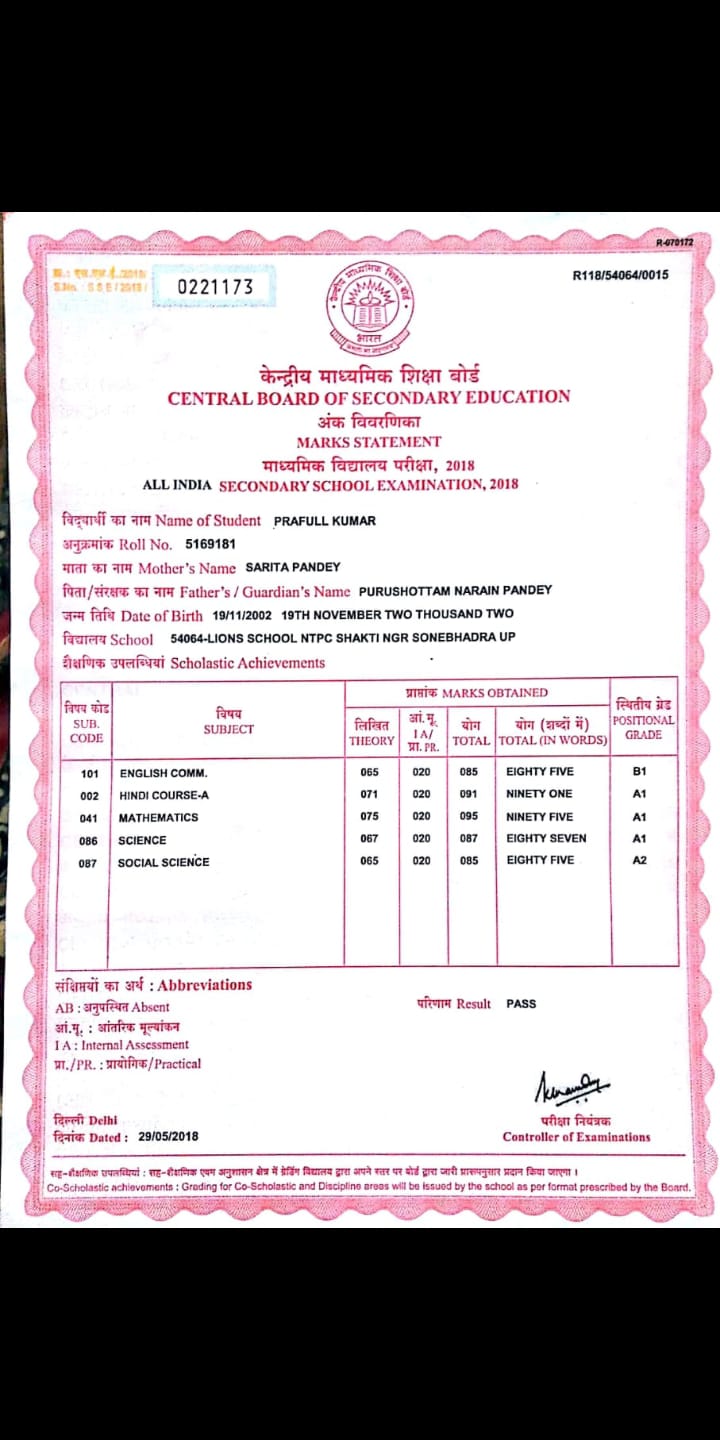 R-070172
S.No. : S S E / 2018 /
0221173
R118/54064/0015
भारत
केन्द्रीय माध्यमिक शिक्षा बोर्ड
CENTRAL BOARD OF SECONDARY EDUCATION
अंक विवरणिका
MARKS STATEMENT
माध्यमिक विद्यालय परीक्षा, 2018
ALL INDIA SECONDARY SCHOOL EXAMINATION, 2018
विद्यार्थी का नाम Name of Student PRAFULL KUMAR
अनुक्रमांक Roll No. 5169181
माता का नाम Mother's Name SARITA PANDEY
पिता/संरक्षक का नाम Father's / Guardian's Name PURUSHOTTAM NARAIN PANDEY
जन्म तिथि Date of Birth 19/11/2002 19TH NOVEMBER TWO THOUSAND TWO
विद्यालय School 54064-LIONS SCHOOL NTPC SHAKTI NGR SONEBHADRA UP
शैक्षणिक उपलब्धियां Scholastic Achievements
विषय कोड
SUB.
CODE
विषय
SUBJECT
प्राप्तांक MARKS OBTAINED
लिखित
THEORY
आं.मू.
I A/
प्रा. PR.
योग
TOTAL
योग (शब्दों में)
TOTAL (IN WORDS)
स्थितीय ग्रेड
POSITIONAL
GRADE
101 ENGLISH COMM. 065 020 085 EIGHTY FIVE B1
002 HINDI COURSE-A 071 020 091 NINETY ONE A1
041 MATHEMATICS 075 020 095 NINETY FIVE A1
086 SCIENCE 067 020 087 EIGHTY SEVEN A1
087 SOCIAL SCIENCE 065 020 085 EIGHTY FIVE A2
संक्षिप्तियों का अर्थ : Abbreviations
AB : अनुपस्थित Absent
परिणाम Result PASS
आं.मू. : आंतरिक मूल्यांकन
I A : Internal Assessment
प्रा./PR. : प्रायोगिक/Practical
दिल्ली Delhi
दिनांक Dated : 29/05/2018
परीक्षा नियंत्रक
Controller of Examinations
सह-शैक्षणिक उपलब्धियां : सह-शैक्षणिक एवम अनुशासन क्षेत्र में ग्रेडिंग विद्यालय द्वारा अपने स्तर पर बोर्ड द्वारा जारी प्रारूपनुसार प्रदान किया जाएगा ।
Co-Scholastic achievements : Grading for Co-Scholastic and Discipline areas will be issued by the school as per format prescribed by the Board.